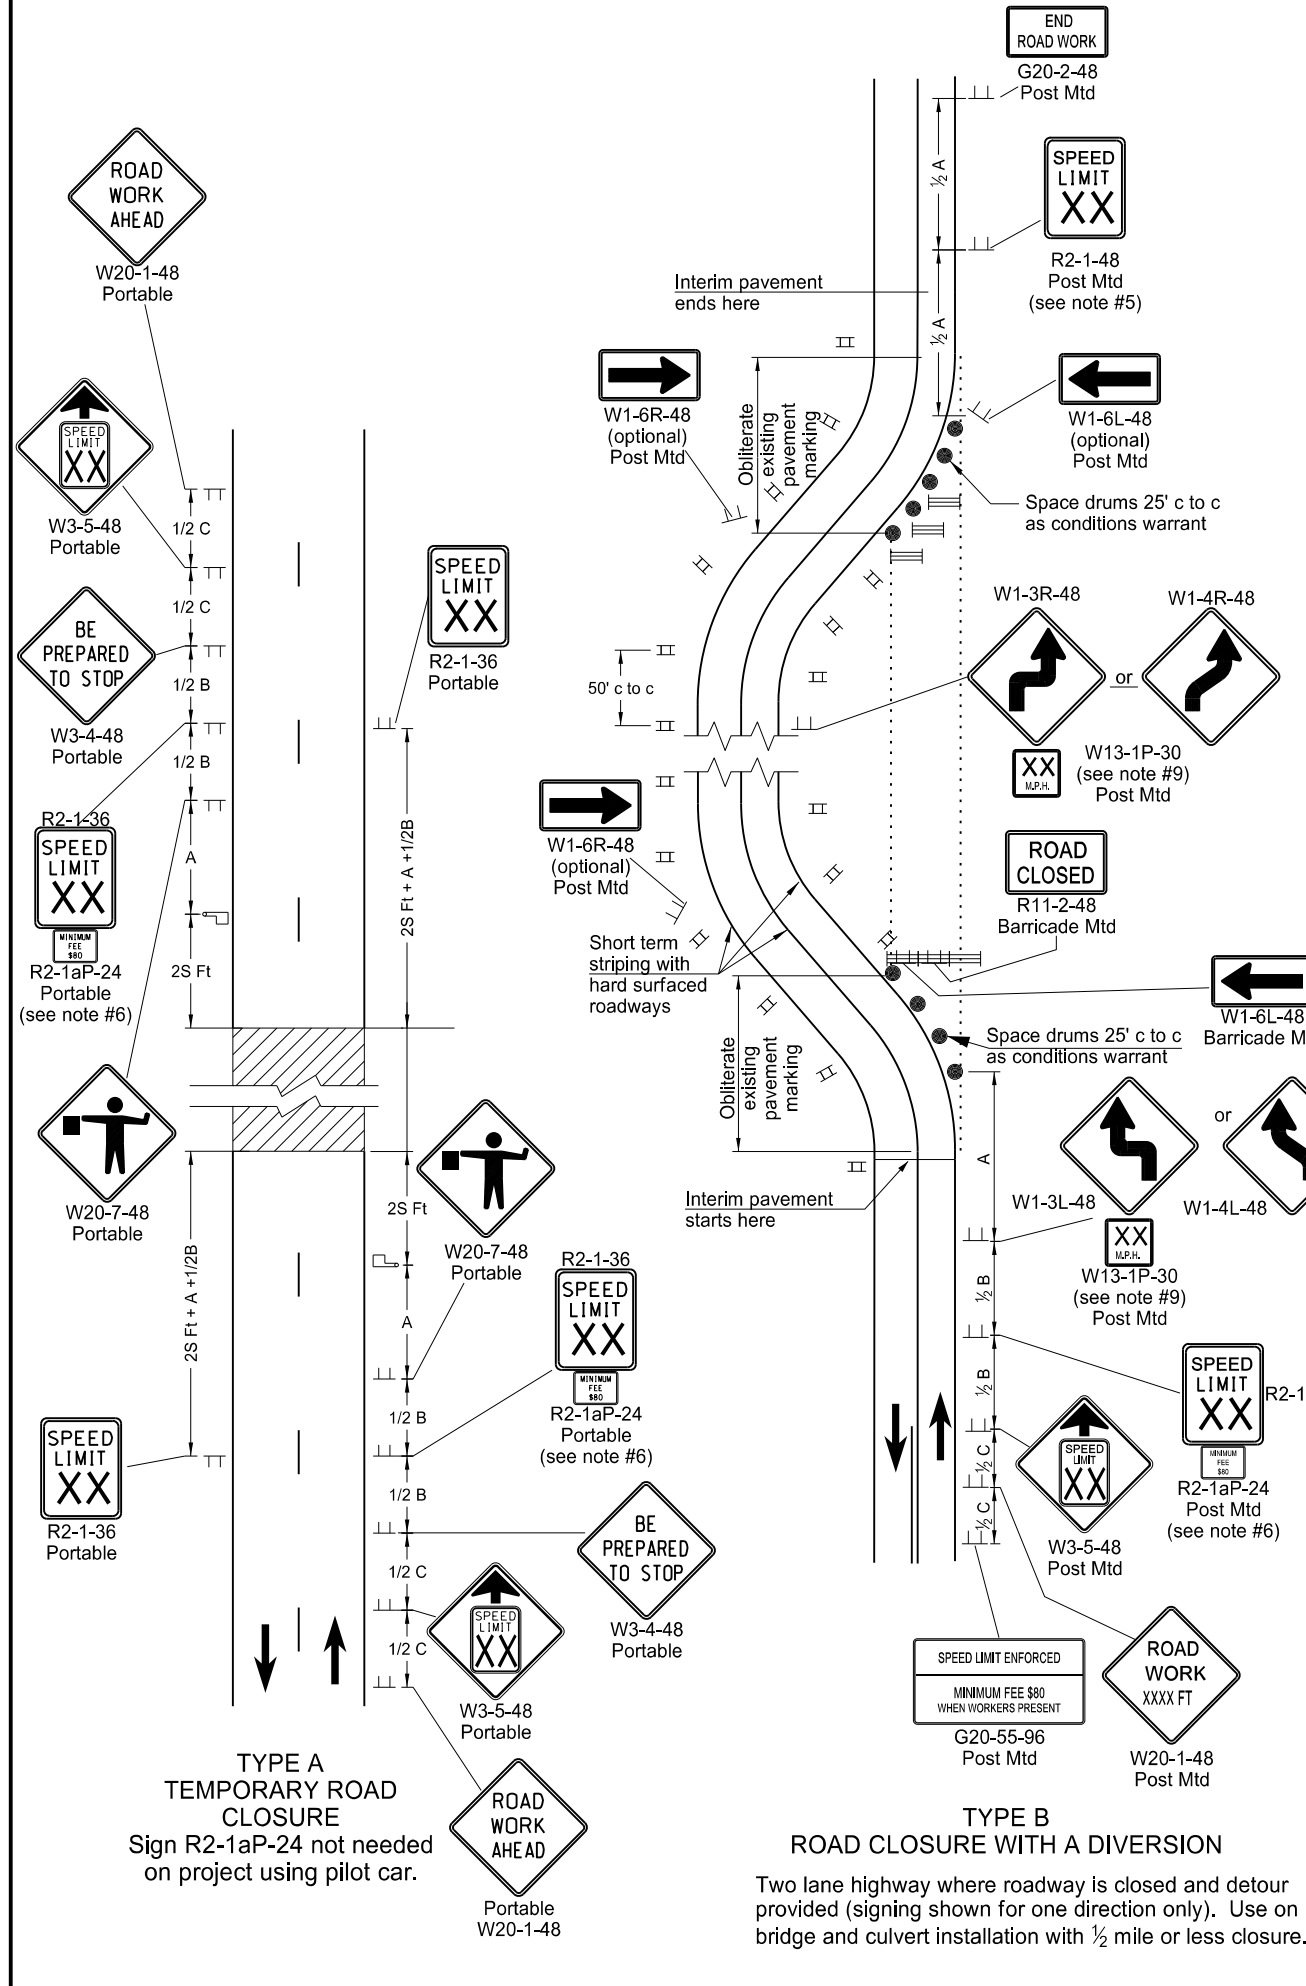 END
ROAD WORK
G20-2-48
Post Mtd
½ A
SPEED
LIMIT
XX
R2-1-48
Post Mtd
(see note #5)
½ A
Interim pavement
ends here
ROAD
WORK
AHEAD
W20-1-48
Portable
SPEED
LIMIT
XX
W3-5-48
Portable
BE
PREPARED
TO STOP
W3-4-48
Portable
R2-1-36
SPEED
LIMIT
XX
MINIMUM
FEE
$80
R2-1aP-24
Portable
(see note #6)
W20-7-48
Portable
SPEED
LIMIT
XX
R2-1-36
Portable
1/2 C
1/2 C
1/2 B
1/2 B
A
2S Ft
2S Ft + A +1/2B
SPEED
LIMIT
XX
R2-1-36
Portable
2S Ft + A +1/2B
2S Ft
A
1/2 B
1/2 B
1/2 C
1/2 C
W20-7-48
Portable
R2-1-36
SPEED
LIMIT
XX
MINIMUM
FEE
$80
R2-1aP-24
Portable
(see note #6)
BE
PREPARED
TO STOP
W3-4-48
Portable
SPEED
LIMIT
XX
W3-5-48
Portable
ROAD
WORK
AHEAD
Portable
W20-1-48
TYPE A
TEMPORARY ROAD
CLOSURE
Sign R2-1aP-24 not needed
on project using pilot car.
W1-6R-48
(optional)
Post Mtd
Obliterate
existing
pavement
marking
W1-6L-48
(optional)
Post Mtd
Space drums 25' c to c
as conditions warrant
50' c to c
W1-3R-48
or
W1-4R-48
XX
M.P.H.
W13-1P-30
(see note #9)
Post Mtd
W1-6R-48
(optional)
Post Mtd
ROAD
CLOSED
R11-2-48
Barricade Mtd
Short term
striping with
hard surfaced
roadways
W1-6L-48
Barricade M
Space drums 25' c to c
as conditions warrant
Obliterate
existing
pavement
marking
Interim pavement
starts here
A
W1-3L-48
or
W1-4L-48
XX
M.P.H.
W13-1P-30
(see note #9)
Post Mtd
½ B
½ B
½ C
½ C
SPEED
LIMIT
XX
R2-1
MINIMUM
FEE
$80
R2-1aP-24
Post Mtd
(see note #6)
SPEED
LIMIT
XX
W3-5-48
Post Mtd
SPEED LIMIT ENFORCED
MINIMUM FEE $80
WHEN WORKERS PRESENT
G20-55-96
Post Mtd
ROAD
WORK
XXXX FT
W20-1-48
Post Mtd
TYPE B
ROAD CLOSURE WITH A DIVERSION
Two lane highway where roadway is closed and detour
provided (signing shown for one direction only). Use on
bridge and culvert installation with ½ mile or less closure.